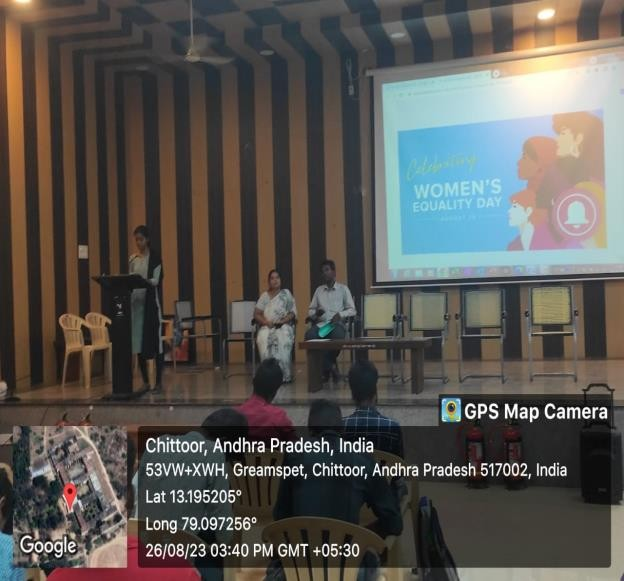 Celebrating
WOMEN'S
EQUALITY DAY
GPS Map Camera
Chittoor, Andhra Pradesh, India
53VW+XWH, Greamspet, Chittoor, Andhra Pradesh 517002, India
Lat 13.195205°
Long 79.097256°
26/08/23 03:40 PM GMT +05:30
Google